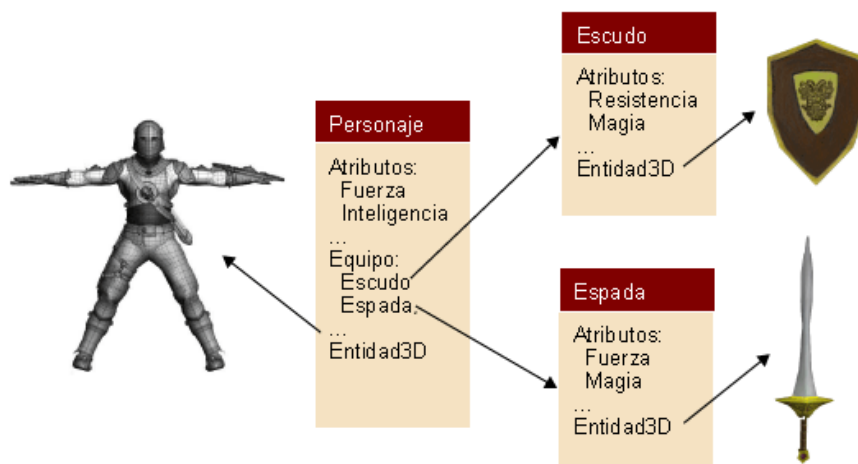 Personaje
Atributos:
Fuerza
Inteligencia
...
Equipo:
Escudo
Espada
...
Entidad3D
Escudo
Atributos:
Resistencia
Magia
...
Entidad3D
Espada
Atributos:
Fuerza
Magia
...
Entidad3D